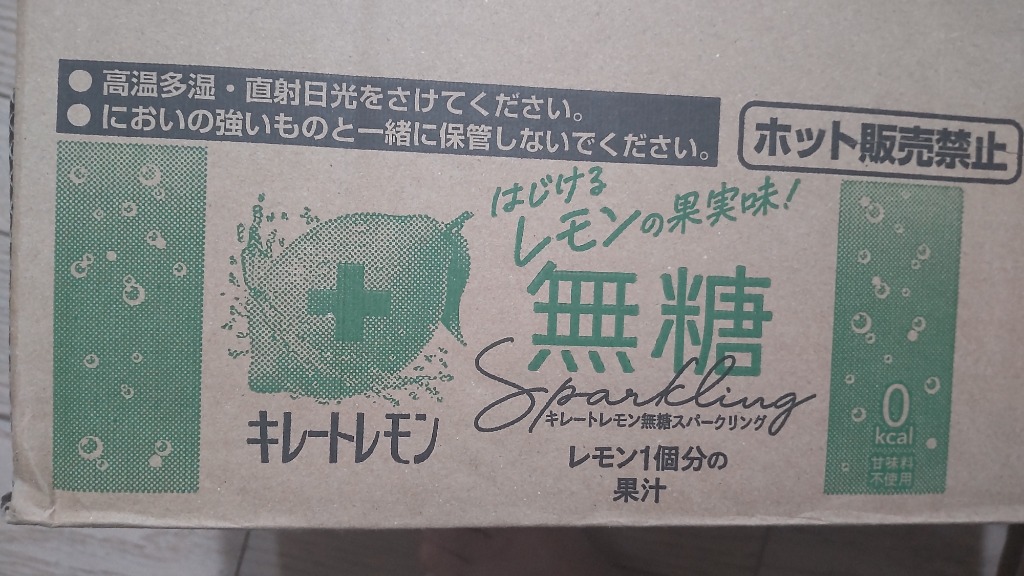 ●高温多湿・直射日光をさけてください。
●においの強いものと一緒に保管しないでください。
ホット販売禁止
はじける
レモンの果実味!
無糖
Sparkling
キレートレモン無糖スパークリング
キレートレモン
レモン1個分の
果汁
0
kcal
甘味料
不使用